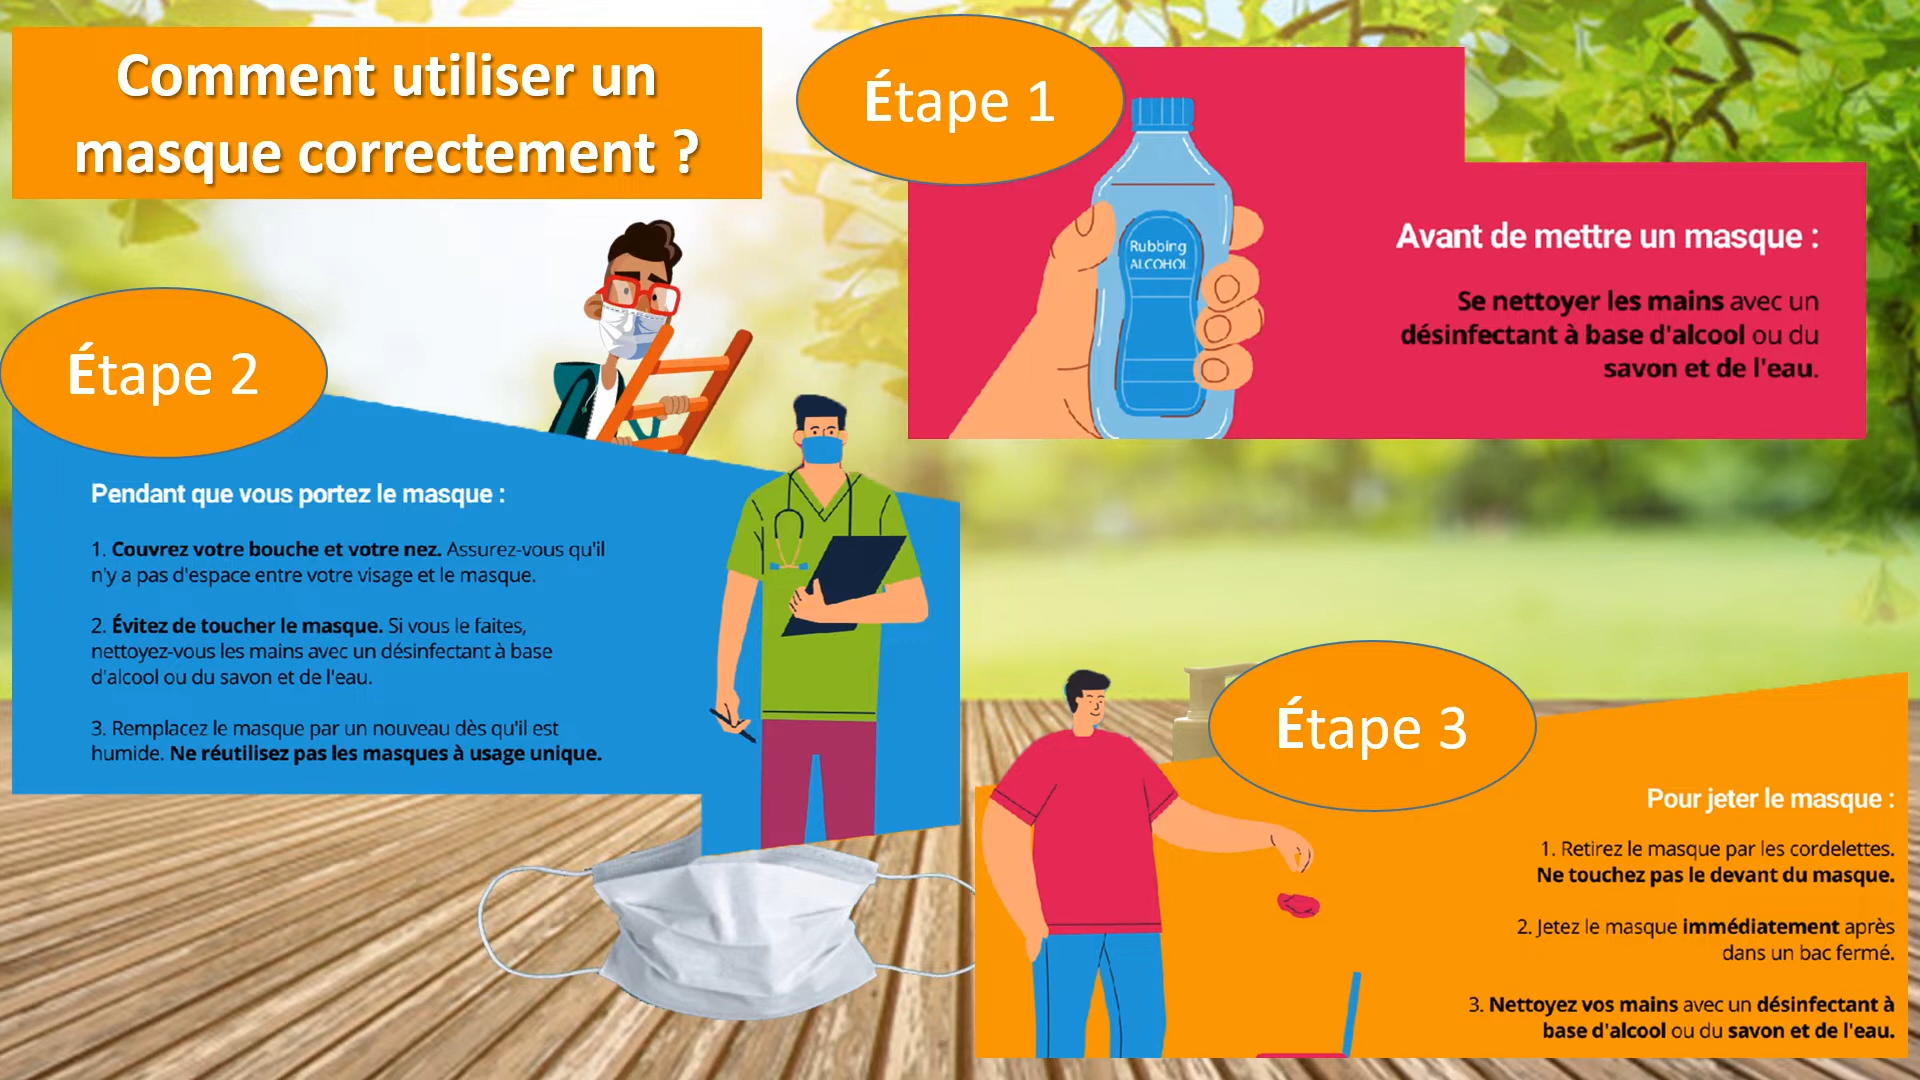 Comment utiliser un
masque correctement ?
Étape 1
Rubbing
ALCOHOL
Avant de mettre un masque :
Se nettoyer les mains avec un
désinfectant à base d'alcool ou du
savon et de l'eau.
Étape 2
Pendant que vous portez le masque :
1. Couvrez votre bouche et votre nez. Assurez-vous qu'il
n'y a pas d'espace entre votre visage et le masque.
2. Évitez de toucher le masque. Si vous le faites,
nettoyez-vous les mains avec un désinfectant à base
d'alcool ou du savon et de l'eau.
3. Remplacez le masque par un nouveau dès qu'il est
humide. Ne réutilisez pas les masques à usage unique.
Étape 3
Pour jeter le masque :
1. Retirez le masque par les cordelettes.
Ne touchez pas le devant du masque.
2. Jetez le masque immédiatement après
dans un bac fermé.
3. Nettoyez vos mains avec un désinfectant à
base d'alcool ou du savon et de l'eau.